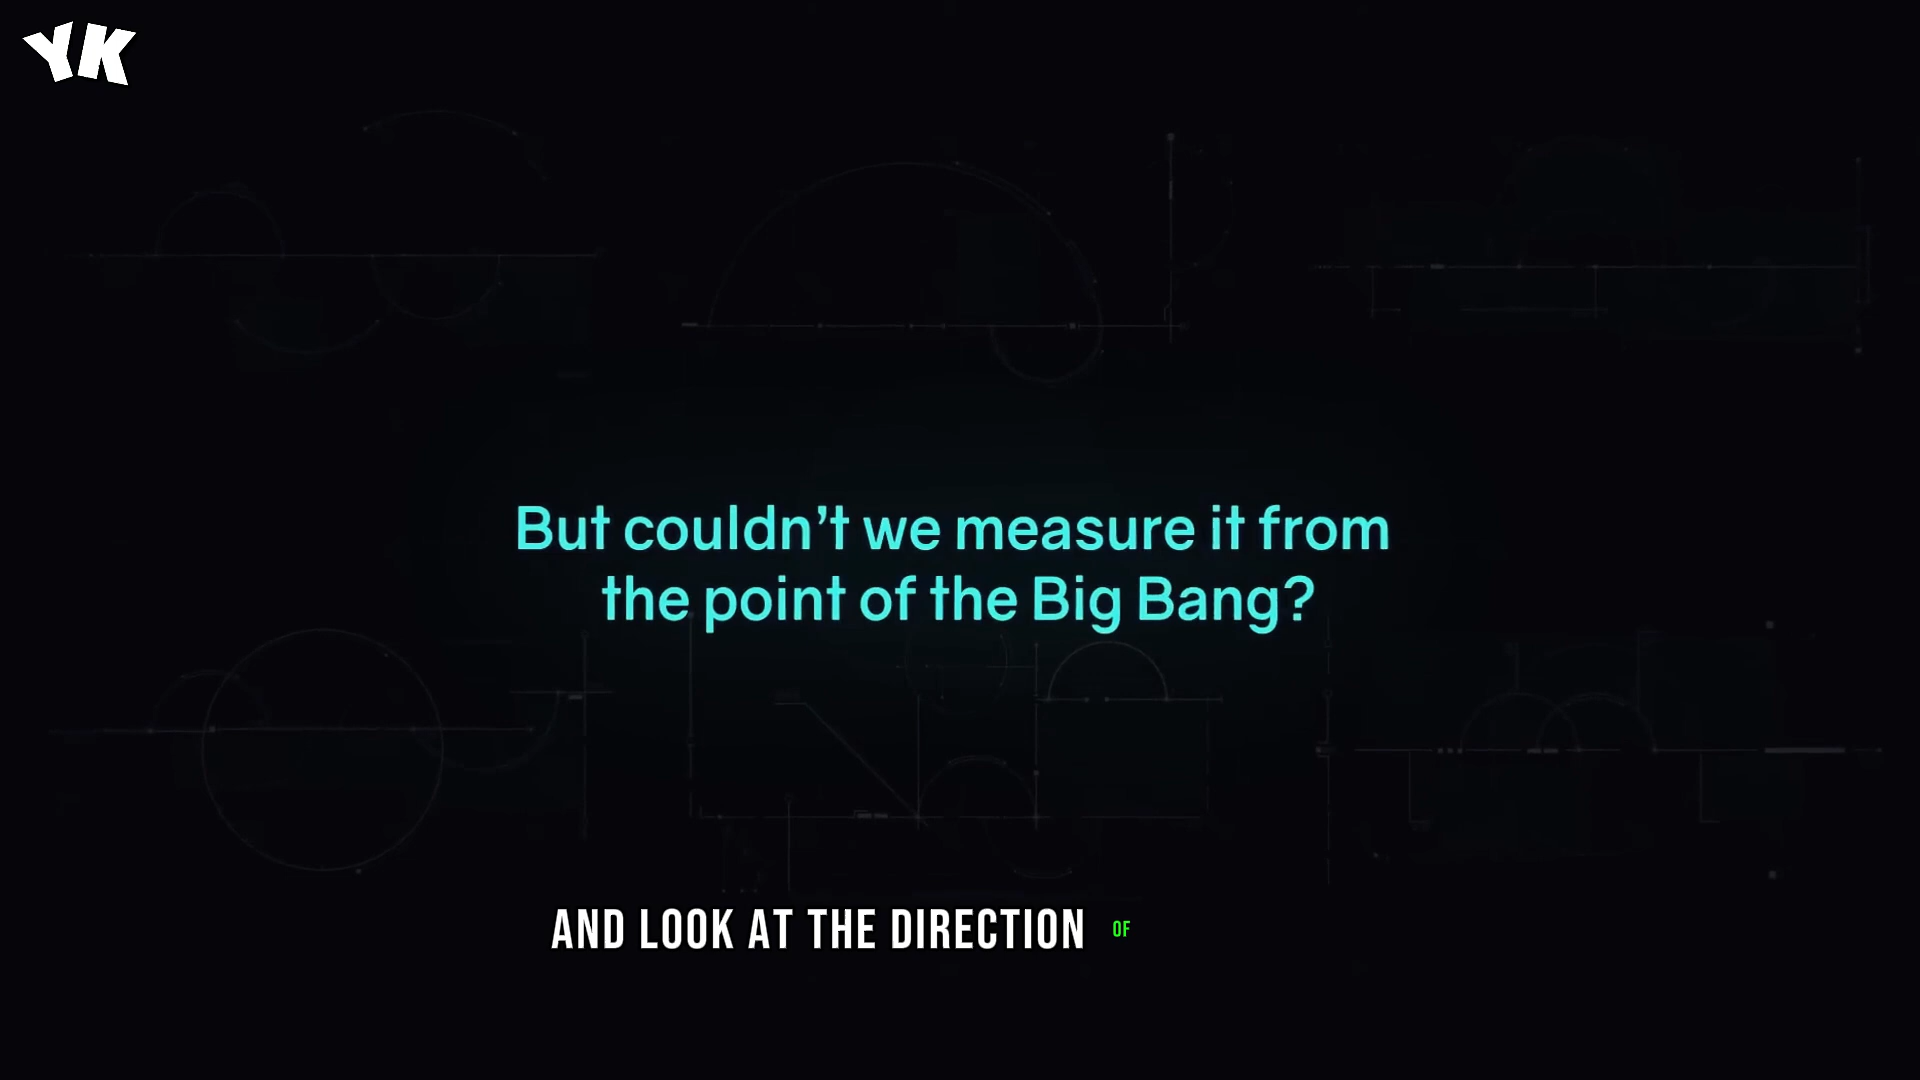 YK
But couldn’t we measure it from
the point of the Big Bang?
AND LOOK AT THE DIRECTION OF